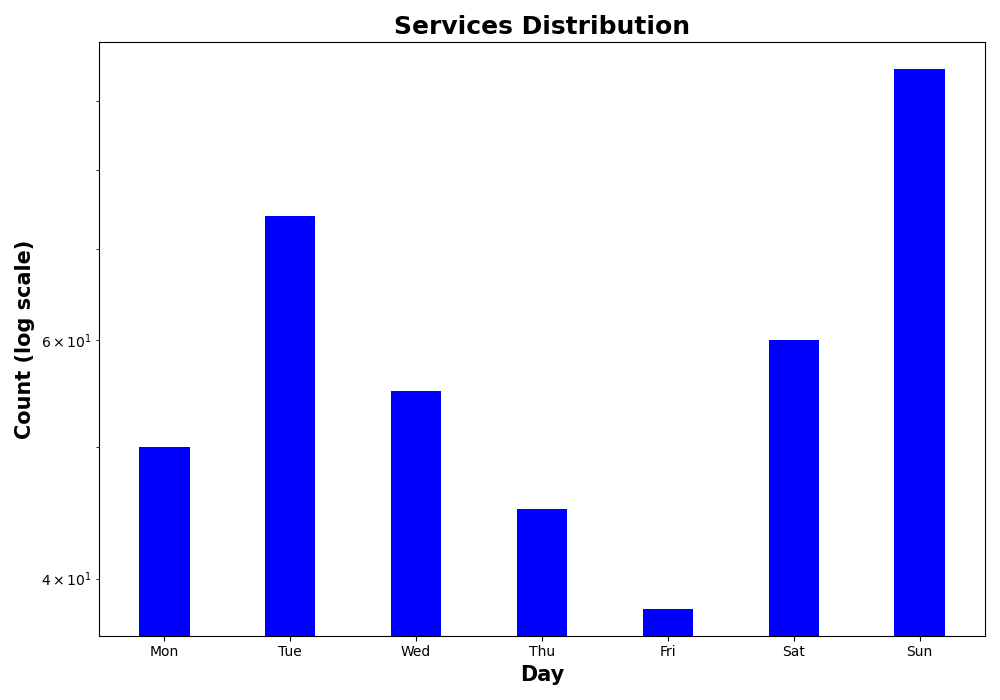 Services Distribution
Count (log scale)
6 × 10¹
4 × 10¹
Mon Tue Wed Thu Fri Sat Sun
Day